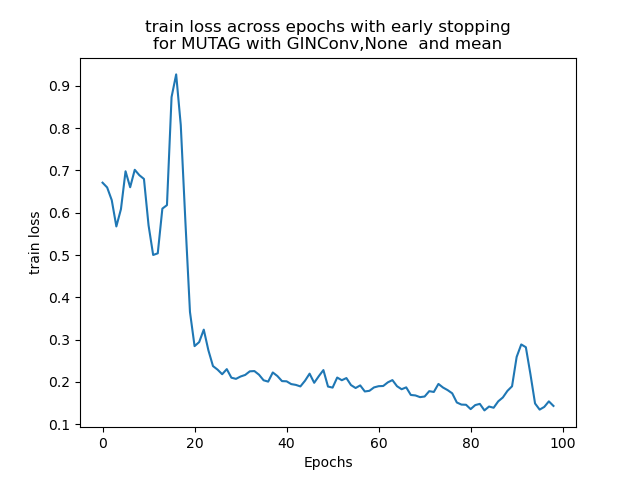 train loss across epochs with early stopping
for MUTAG with GINConv,None  and mean
0.9
0.8
0.7
0.6
0.5
0.4
0.3
0.2
0.1
train loss
0 20 40 60 80 100
Epochs